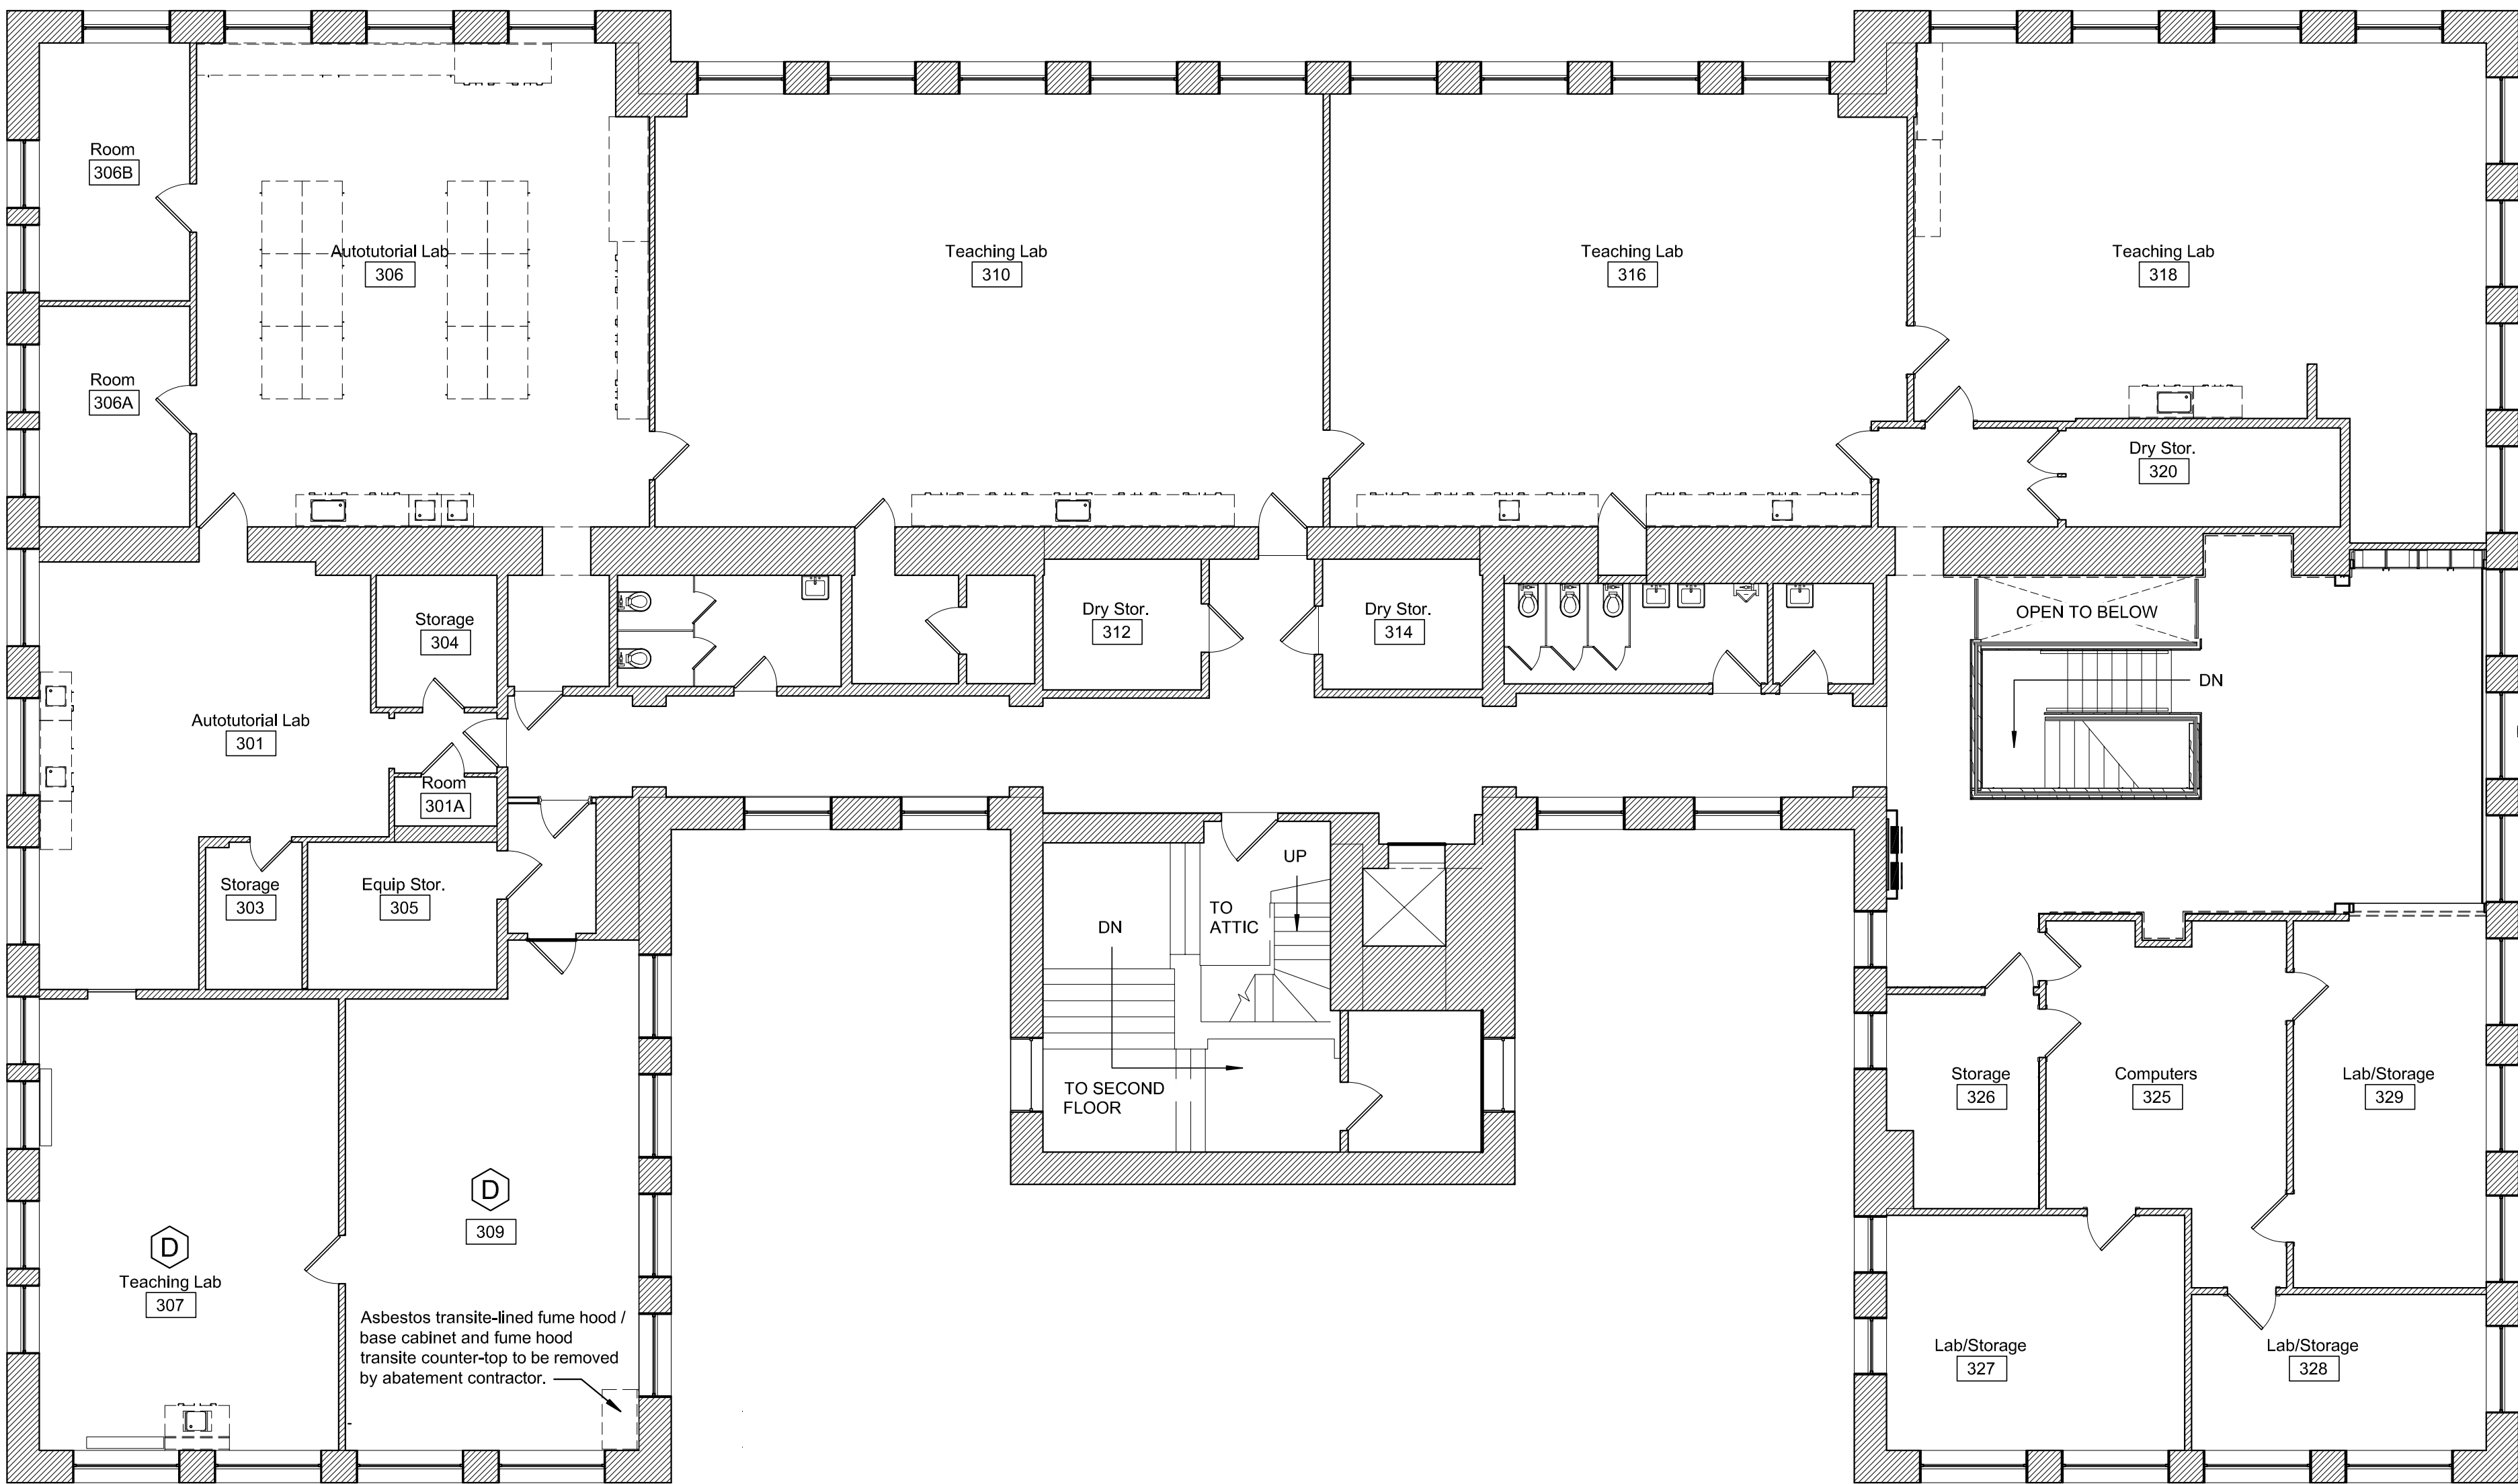 Room
306B
Autotutorial Lab
306
Teaching Lab
310
Teaching Lab
316
Teaching Lab
318
Room
306A
Dry Stor.
320
Storage
304
Dry Stor.
312
Dry Stor.
314
OPEN TO BELOW
DN
Autotutorial Lab
301
Room
301A
Storage
303
Equip Stor.
305
UP
TO
ATTIC
DN
TO SECOND
FLOOR
Storage
326
Computers
325
Lab/Storage
329
D
309
D
Teaching Lab
307
Asbestos transite-lined fume hood /
base cabinet and fume hood
transite counter-top to be removed
by abatement contractor.
Lab/Storage
327
Lab/Storage
328